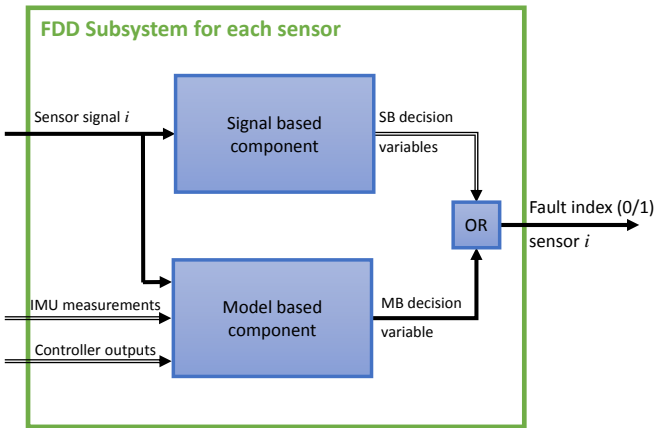 FDD Subsystem for each sensor
Sensor signal i
Signal based
component
SB decision
variables
OR
Fault index (0/1)
sensor i
IMU measurements
Model based
component
MB decision
variable
Controller outputs